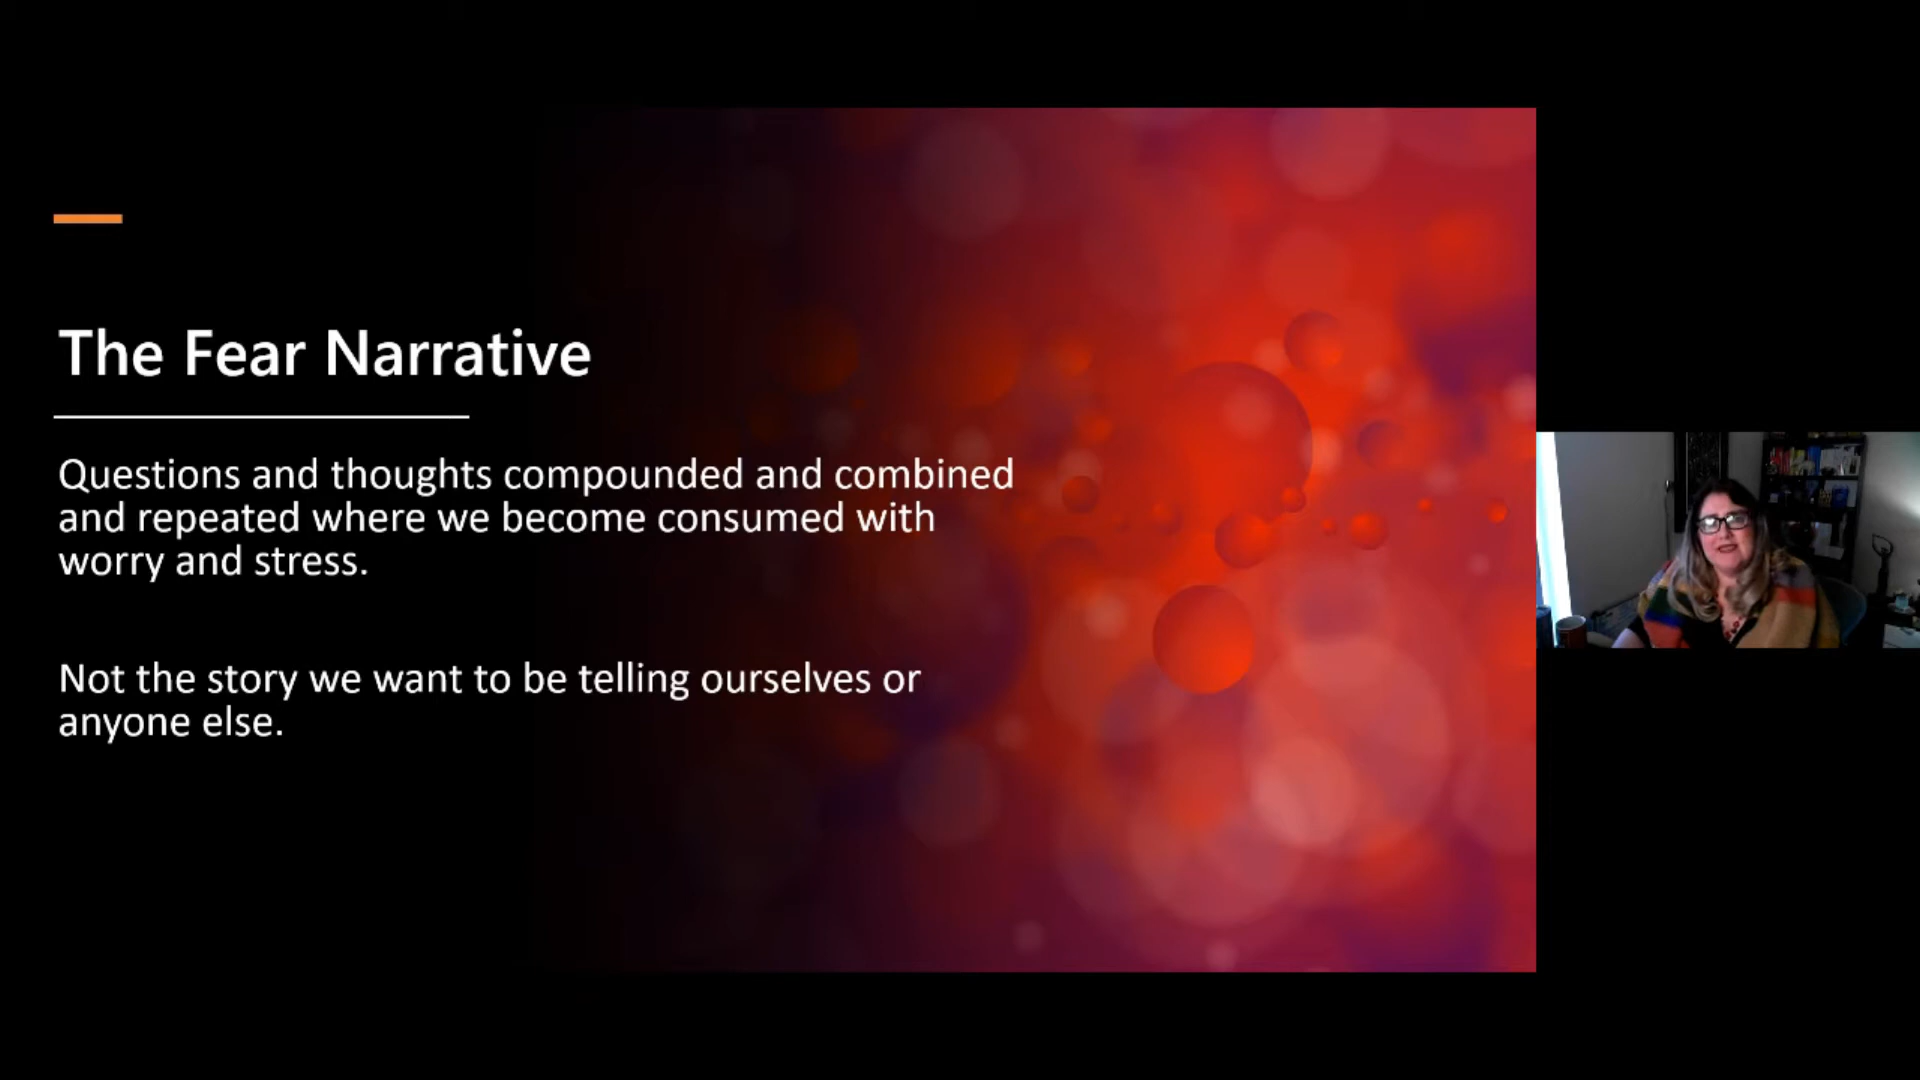 The Fear Narrative
Questions and thoughts compounded and combined
and repeated where we become consumed with
worry and stress.
Not the story we want to be telling ourselves or
anyone else.